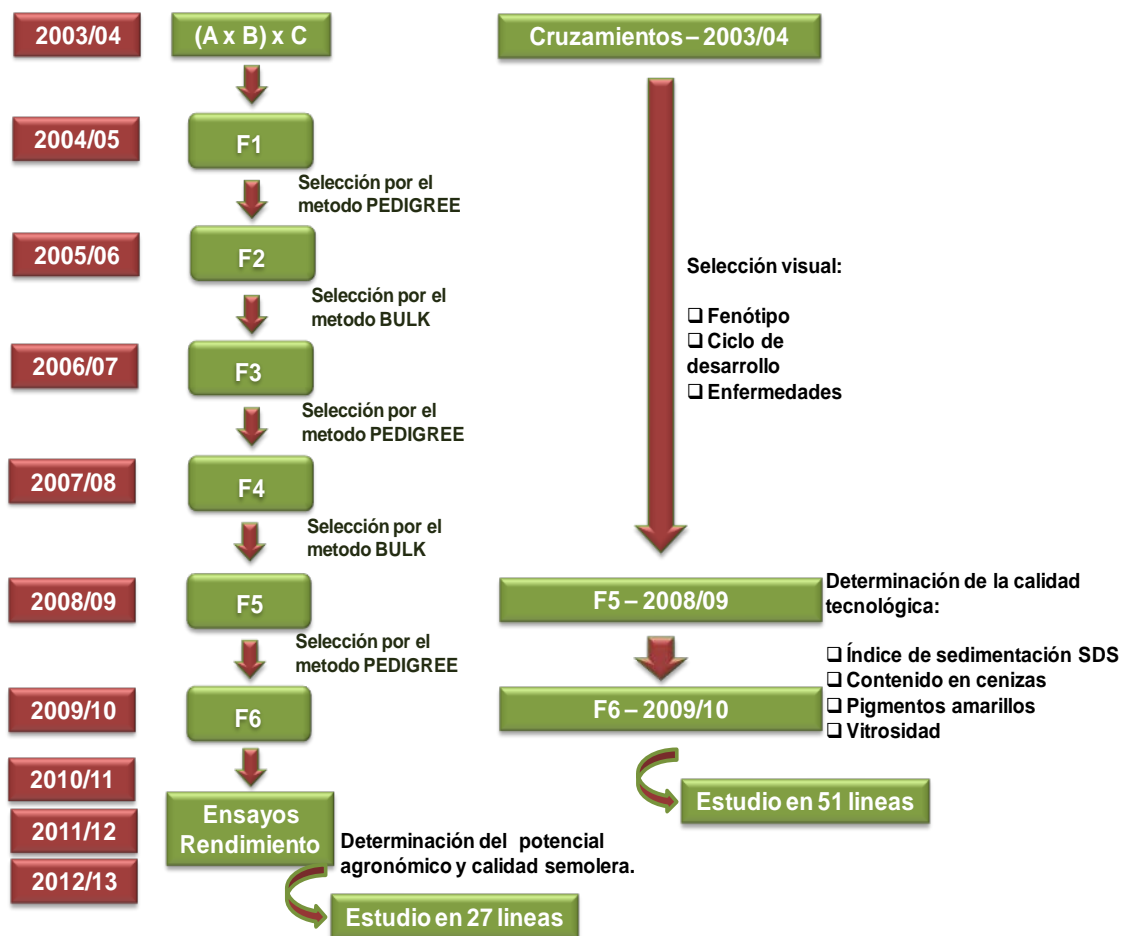 2003/04
(A x B) x C
Cruzamientos – 2003/04
2004/05
F1
Selección por el
metodo PEDIGREE
2005/06
F2
Selección visual:
Selección por el
metodo BULK
❑ Fenótipo
❑ Ciclo de
desarrollo
❑ Enfermedades
2006/07
F3
Selección por el
metodo PEDIGREE
2007/08
F4
Selección por el
metodo BULK
2008/09
F5
F5 – 2008/09
Determinación de la calidad
tecnológica:
Selección por el
metodo PEDIGREE
❑ Índice de sedimentación SDS
❑ Contenido en cenizas
❑ Pigmentos amarillos
❑ Vitrosidad
2009/10
F6
F6 – 2009/10
2010/11
Estudio en 51 lineas
2011/12
Ensayos
Rendimiento
Determinación del potencial
agronómico y calidad semolera.
2012/13
Estudio en 27 lineas